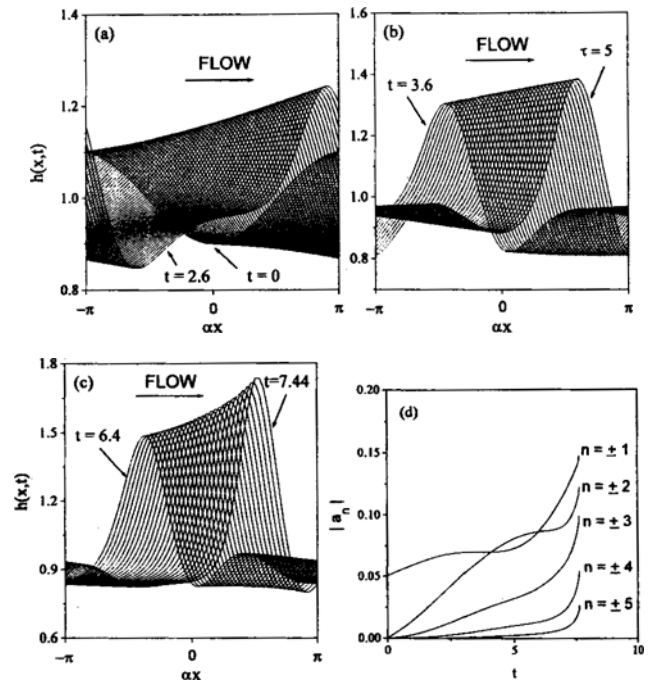 1.4
(a)
FLOW
1.2
h(x,t)
1.0
0.8
t = 2.6
t = 0
−π
0
π
αx
1.4
(b)
FLOW
τ = 5
t = 3.6
1.2
h(x,t)
1.0
0.8
−π
0
π
αx
1.8
(c)
FLOW
t=7.44
1.5
t = 6.4
h(x,t)
1.2
0.9
0.6
−π
0
π
αx
0.20
(d)
0.15
n = ± 1
n = ± 2
| aₙ |
0.10
n = ± 3
n = ± 4
0.05
n = ± 5
0.00
0
5
10
t